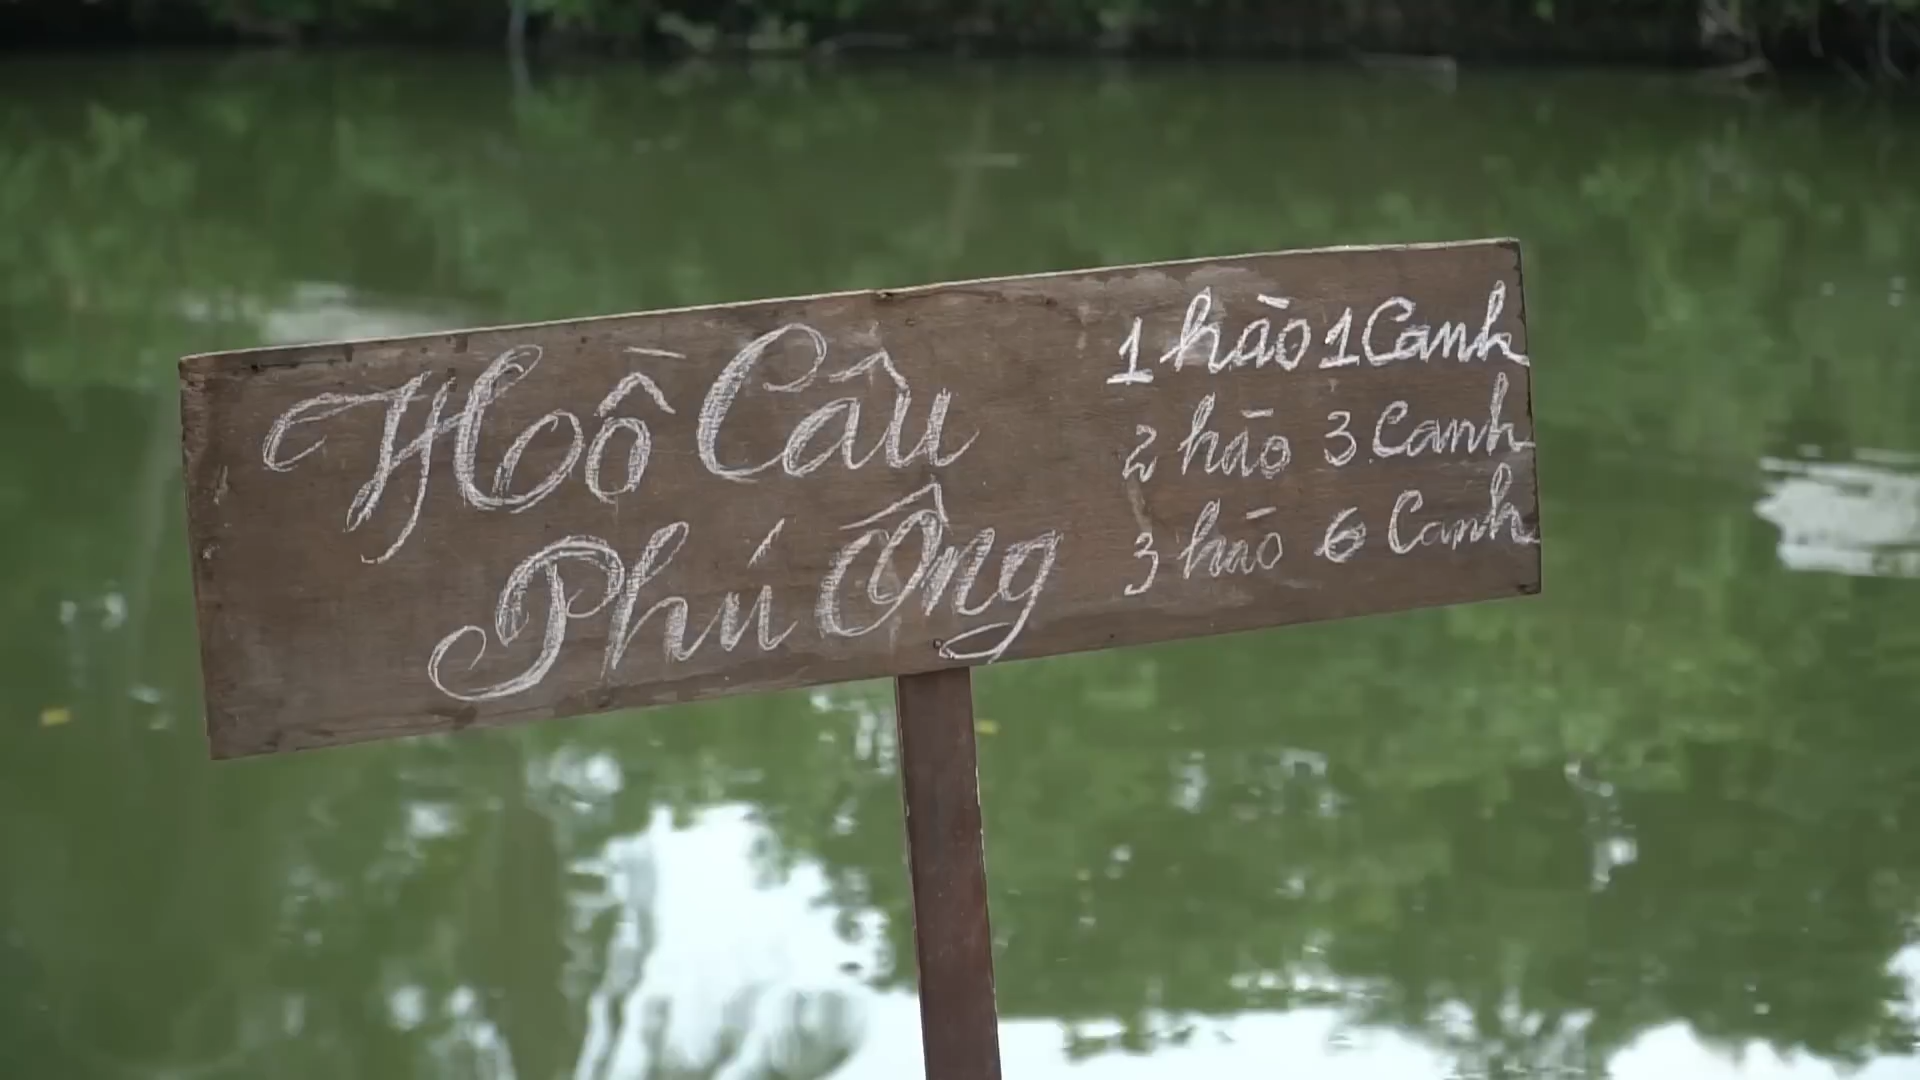 Hồ Câu
Phú Ông
1 hào 1 Canh
2 hào 3 Canh
3 hào 6 Canh